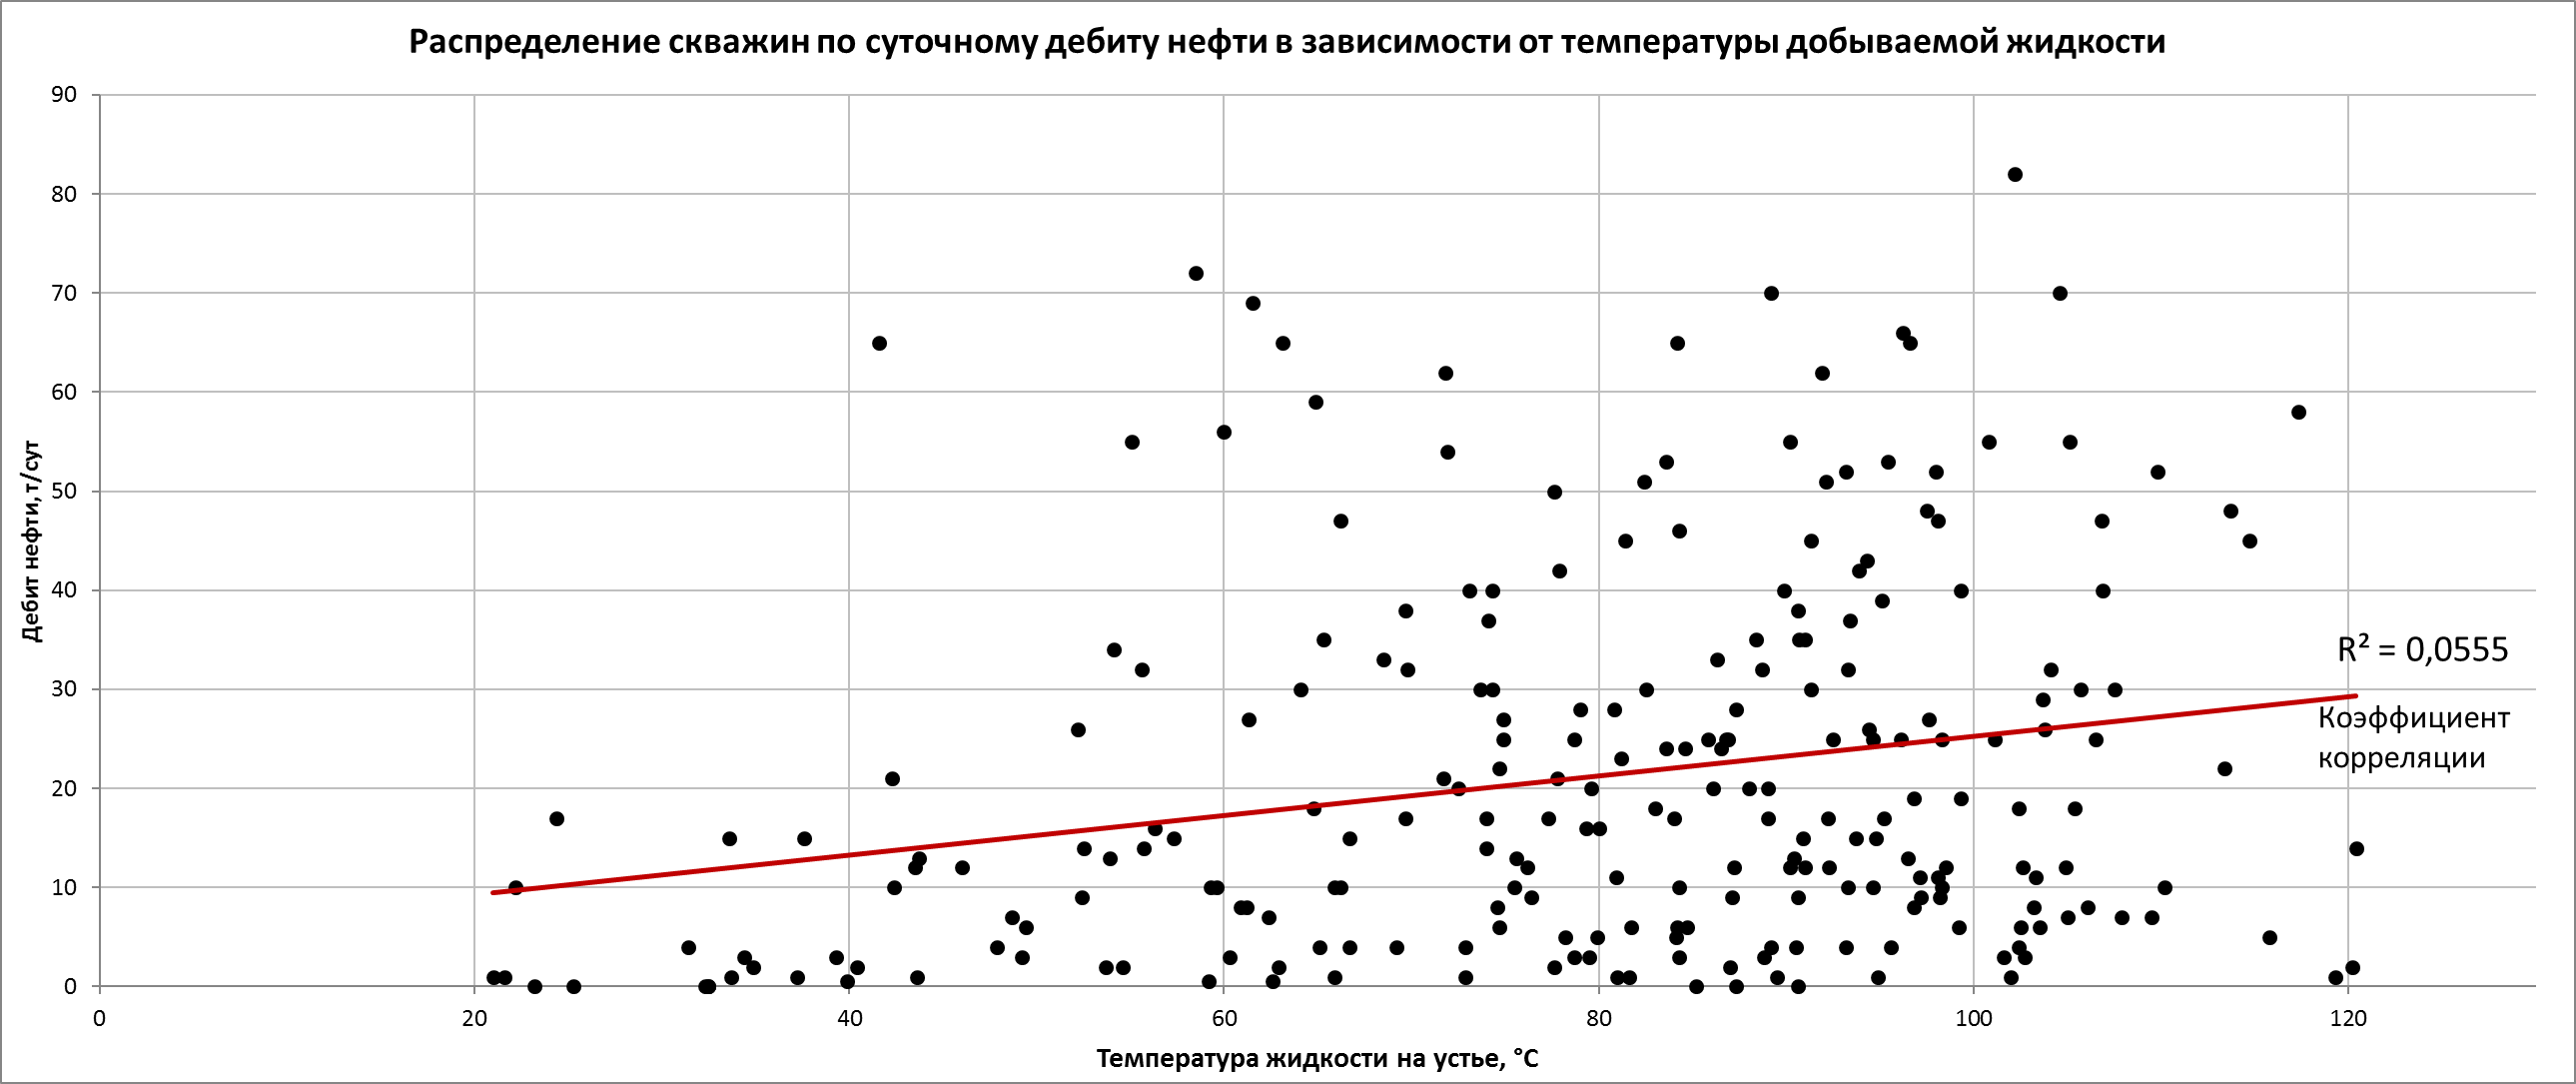 Распределение скважин по суточному дебиту нефти в зависимости от температуры добываемой жидкости
90
80
70
60
50
40
30
20
10
0
Дебит нефти, т/сут
R² = 0,0555
Коэффициент
корреляции
0 20 40 60 80 100 120
Температура жидкости на устье, °С